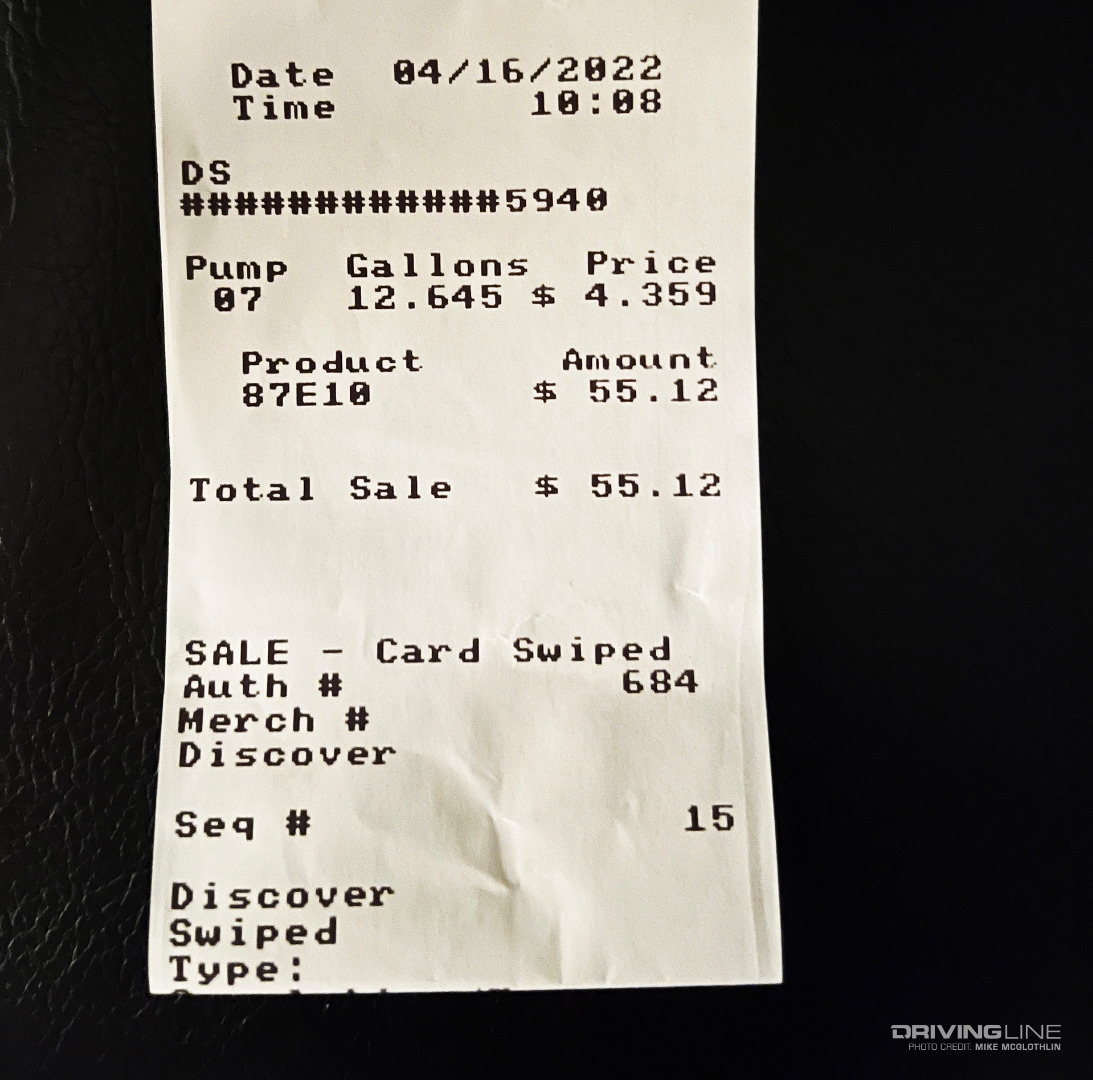 Date 04/16/2022
Time 10:08
DS
############5940
Pump Gallons Price
07 12.645 $ 4.359
Product Amount
87E10 $ 55.12
Total Sale $ 55.12
SALE - Card Swiped
Auth # 684
Merch #
Discover
Seq # 15
Discover
Swiped
Type:
DRIVINGLINE
PHOTO CREDIT: MIKE MCGLOTHLIN